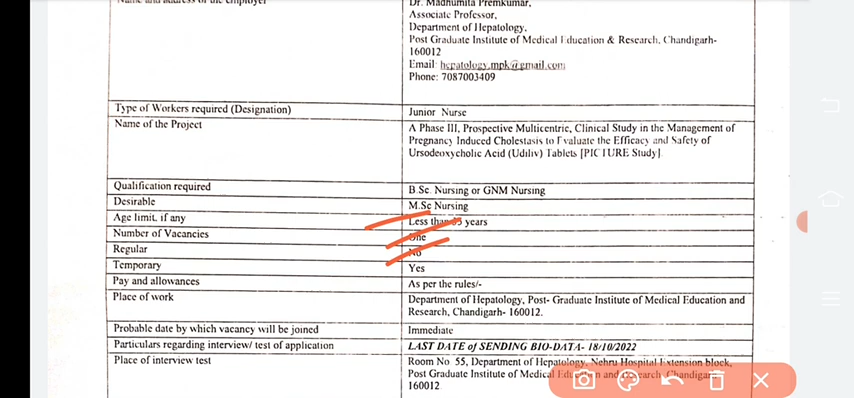 Dr. Madhumita Premkumar,
Associate Professor,
Department of Hepatology,
Post Graduate Institute of Medical Education & Research, Chandigarh-
160012
Email: hepatology.mpk@gmail.com
Phone: 7087003409
Type of Workers required (Designation)
Junior Nurse
Name of the Project
A Phase III, Prospective Multicentric, Clinical Study in the Management of
Pregnancy Induced Cholestasis to Evaluate the Efficacy and Safety of
Ursodeoxycholic Acid (Udiliv) Tablets [PICTURE Study]
Qualification required
B.Sc. Nursing or GNM Nursing
Desirable
M.Sc Nursing
Age limit, if any
Less than 35 years
Number of Vacancies
One
Regular
No
Temporary
Yes
Pay and allowances
As per the rules/-
Place of work
Department of Hepatology, Post- Graduate Institute of Medical Education and
Research, Chandigarh- 160012.
Probable date by which vacancy will be joined
Immediate
Particulars regarding interview/ test of application
LAST DATE of SENDING BIO-DATA- 18/10/2022
Place of interview test
Room No 55, Department of Hepatology, Nehru Hospital Extension block,
Post Graduate Institute of Medical Education and Research, Chandigarh
160012